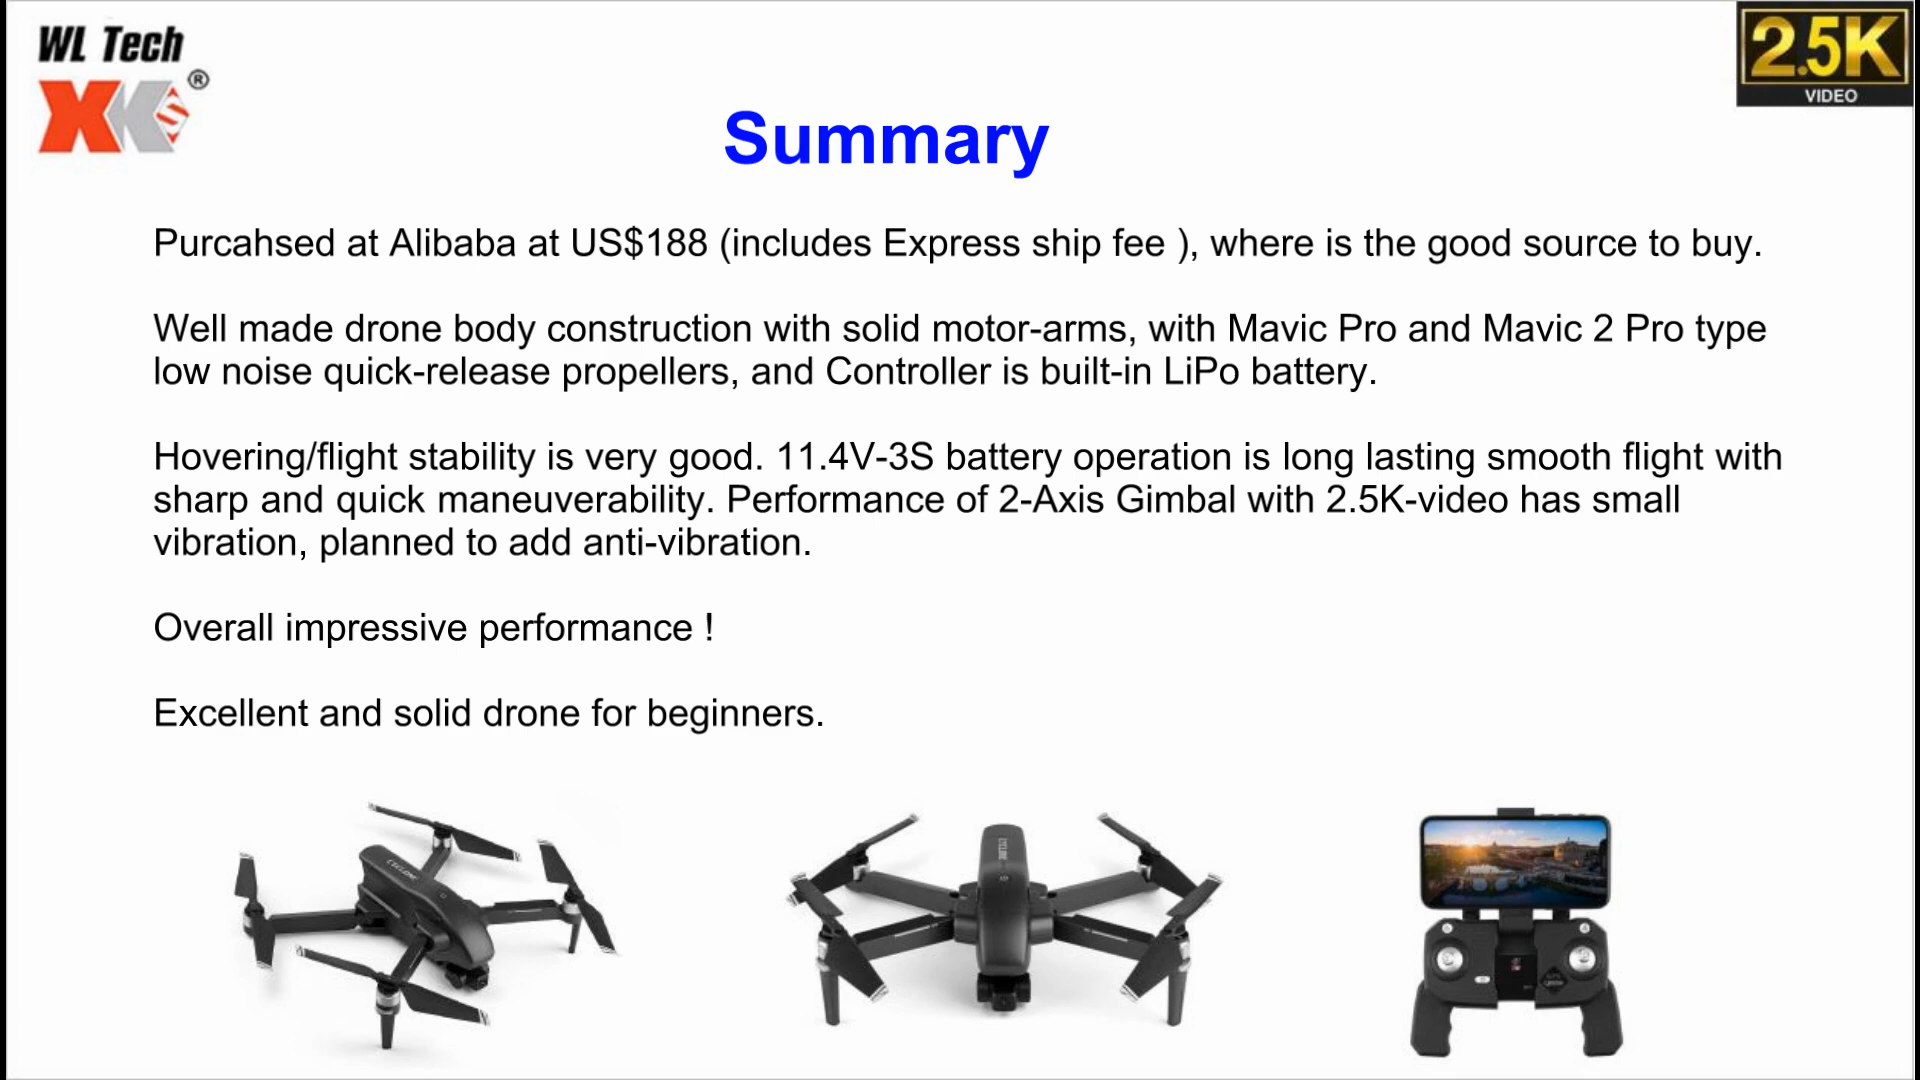 WL Tech
XKS®
2.5K
VIDEO
Summary
Purcahsed at Alibaba at US$188 (includes Express ship fee ), where is the good source to buy.
Well made drone body construction with solid motor-arms, with Mavic Pro and Mavic 2 Pro type
low noise quick-release propellers, and Controller is built-in LiPo battery.
Hovering/flight stability is very good. 11.4V-3S battery operation is long lasting smooth flight with
sharp and quick maneuverability. Performance of 2-Axis Gimbal with 2.5K-video has small
vibration, planned to add anti-vibration.
Overall impressive performance !
Excellent and solid drone for beginners.
CYCLONE
CYCLONE